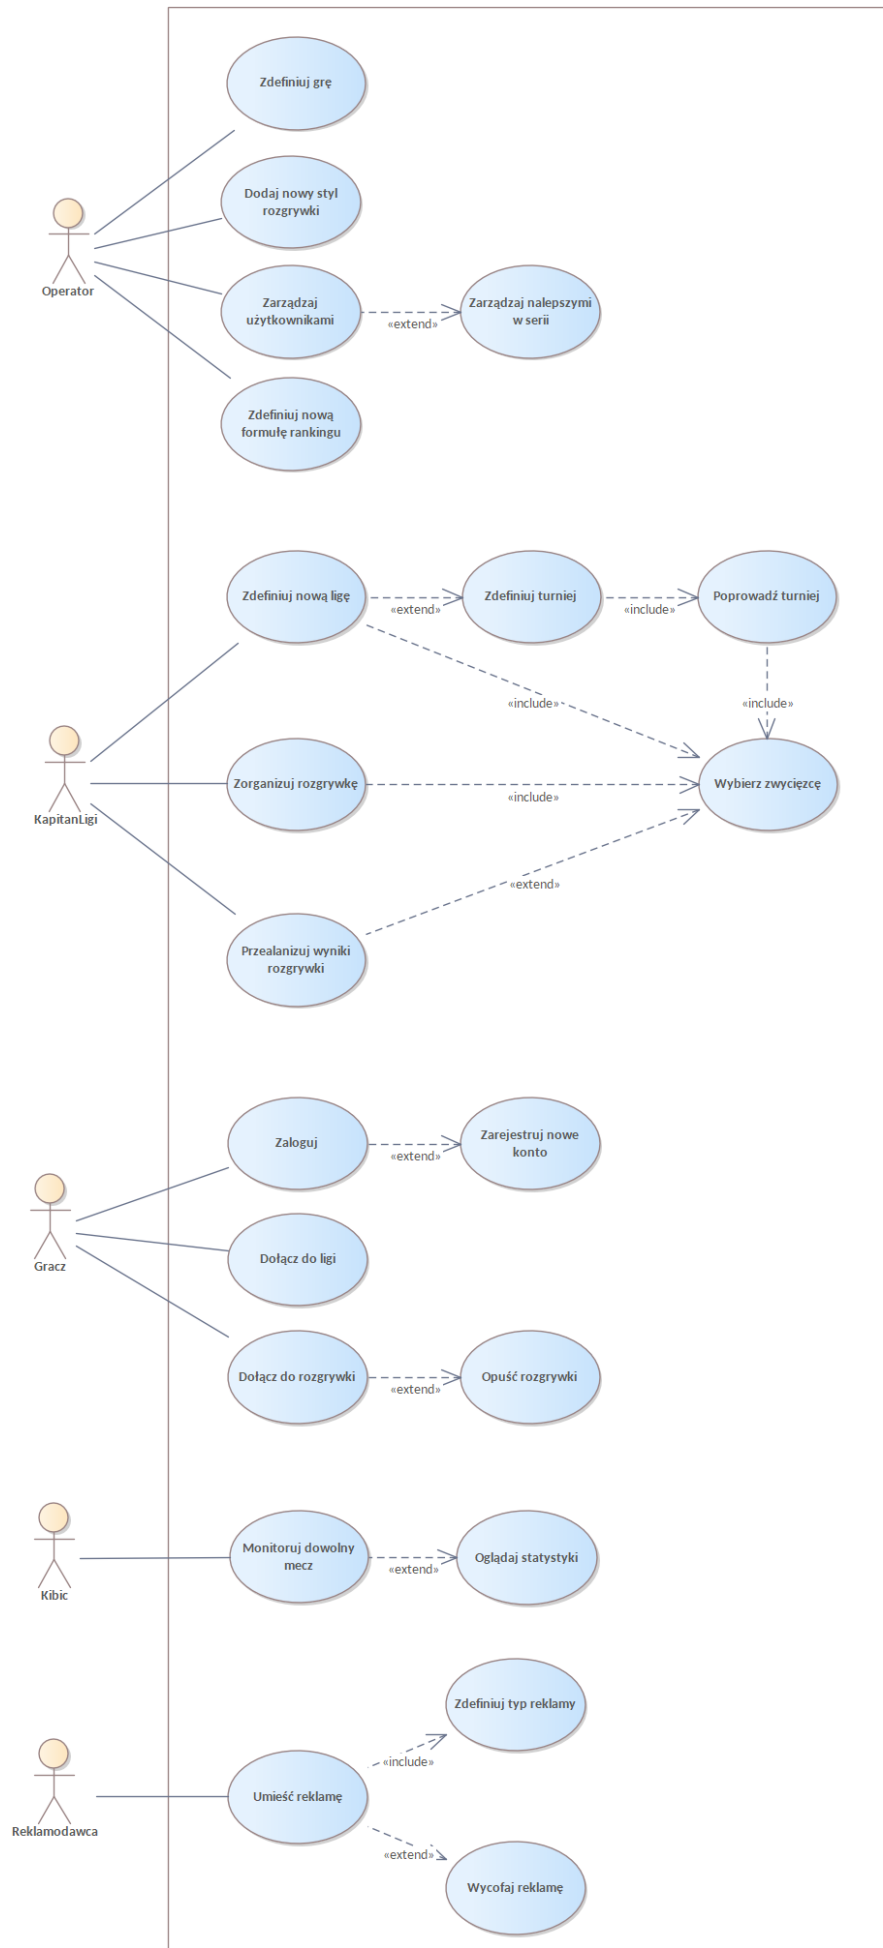 Zdefiniuj grę
Dodaj nowy styl
rozgrywki
Operator
Zarządzaj
użytkownikami
«extend»
Zarządzaj nalepszymi
w serii
Zdefiniuj nową
formułę rankingu
Zdefiniuj nową ligę
«extend»
Zdefiniuj turniej
«include»
Poprowadź turniej
«include»
«include»
KapitanLigi
Zorganizuj rozgrywkę
«include»
Wybierz zwycięzcę
«extend»
Przealanizuj wyniki
rozgrywki
Zaloguj
«extend»
Zarejestruj nowe
konto
Gracz
Dołącz do ligi
Dołącz do rozgrywki
«extend»
Opuść rozgrywki
Kibic
Monitoruj dowolny
mecz
«extend»
Oglądaj statystyki
Zdefiniuj typ reklamy
«include»
Reklamodawca
Umieść reklamę
«extend»
Wycofaj reklamę